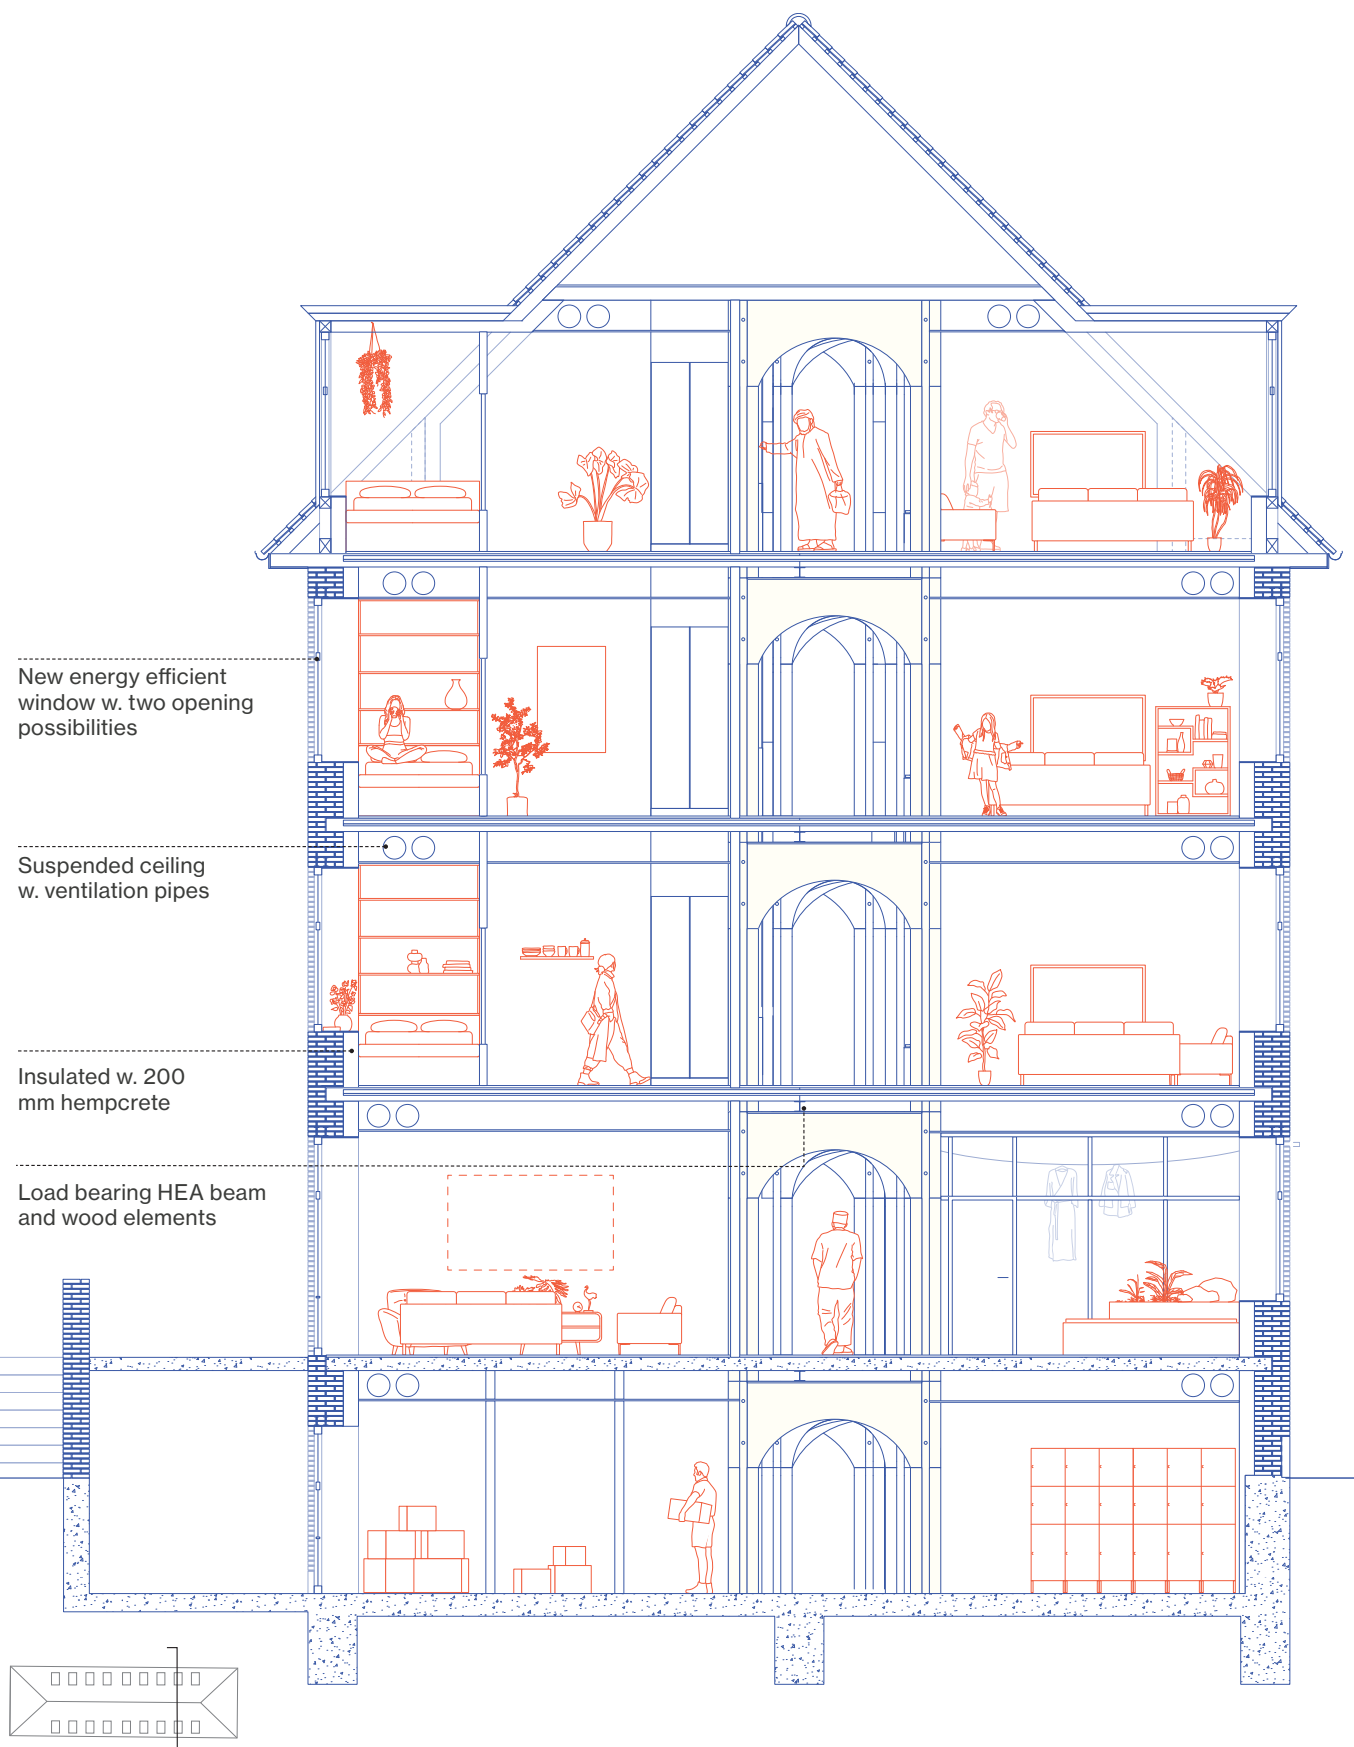 New energy efficient
window w. two opening
possibilities
Suspended ceiling
w. ventilation pipes
Insulated w. 200
mm hempcrete
Load bearing HEA beam
and wood elements